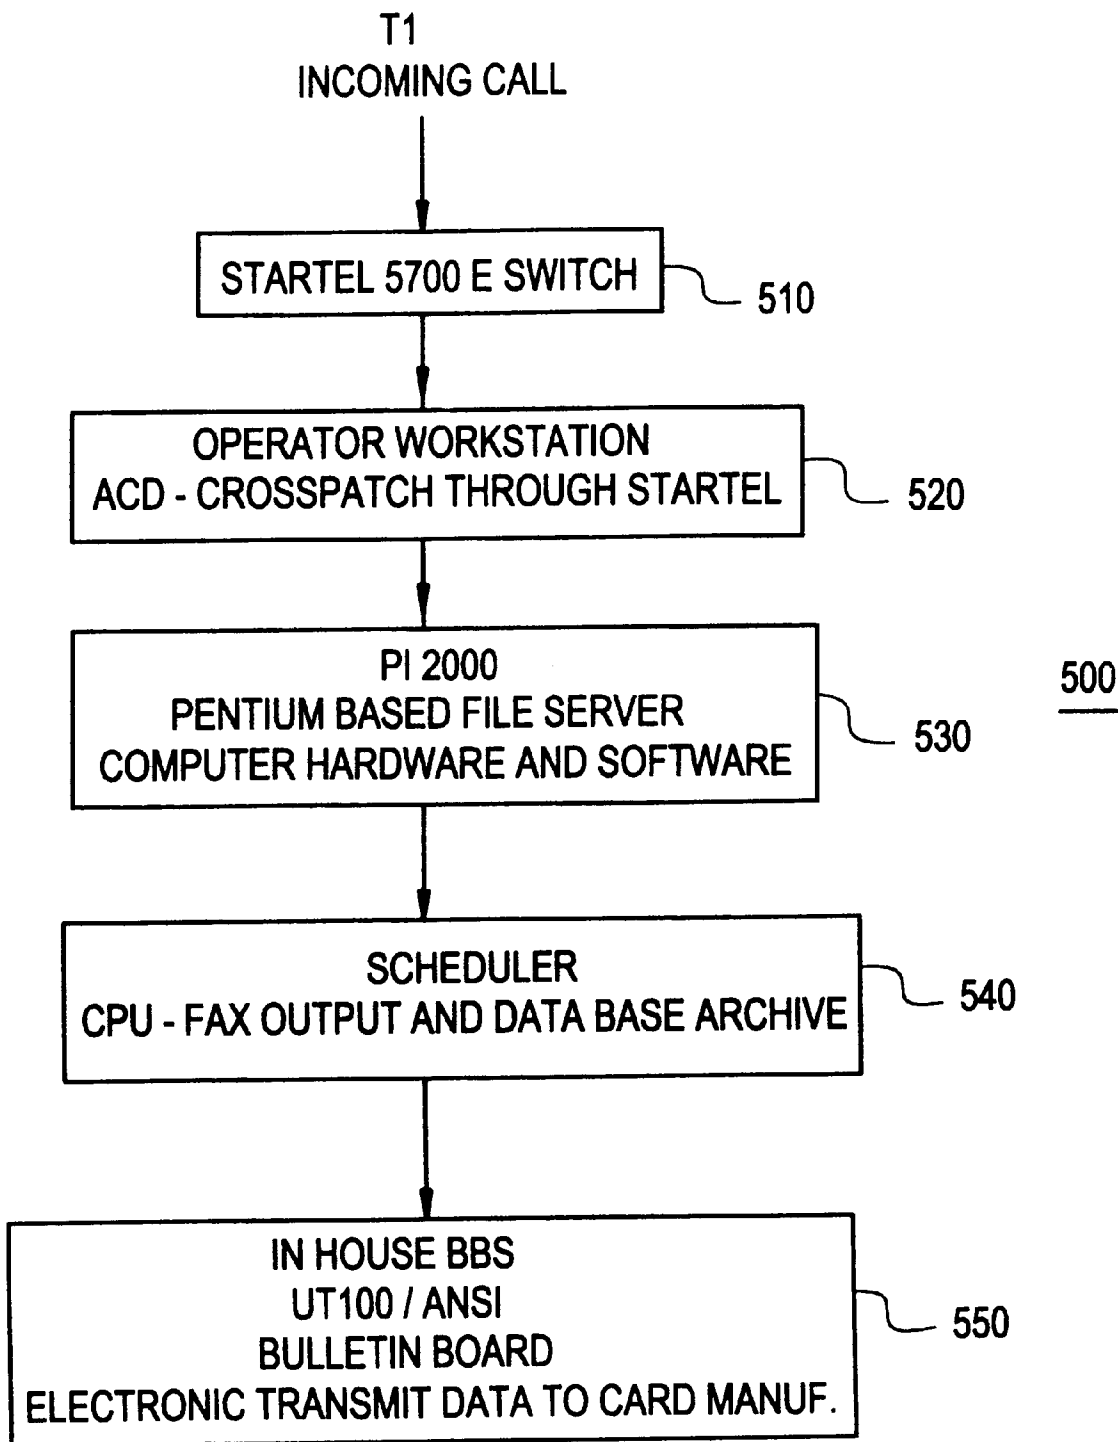 T1
INCOMING CALL
STARTEL 5700 E SWITCH
510
OPERATOR WORKSTATION
ACD - CROSSPATCH THROUGH STARTEL
520
PI 2000
PENTIUM BASED FILE SERVER
COMPUTER HARDWARE AND SOFTWARE
530
500
SCHEDULER
CPU - FAX OUTPUT AND DATA BASE ARCHIVE
540
IN HOUSE BBS
UT100 / ANSI
BULLETIN BOARD
ELECTRONIC TRANSMIT DATA TO CARD MANUF.
550